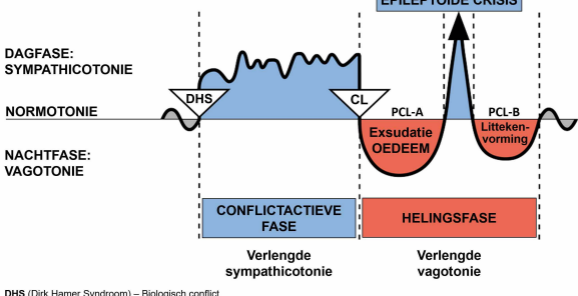 EPILEPTOÏDE CRISIS
DAGFASE:
SYMPATHICOTONIE
DHS
CL
NORMOTONIE
PCL-A
PCL-B
Exsudatie
OEDEEM
Litteken-
vorming
NACHTFASE:
VAGOTONIE
CONFLICTACTIEVE
FASE
HELINGSFASE
Verlengde
sympathicotonie
Verlengde
vagotonie
DHS (Dirk Hamer Syndroom) – Biologisch conflict